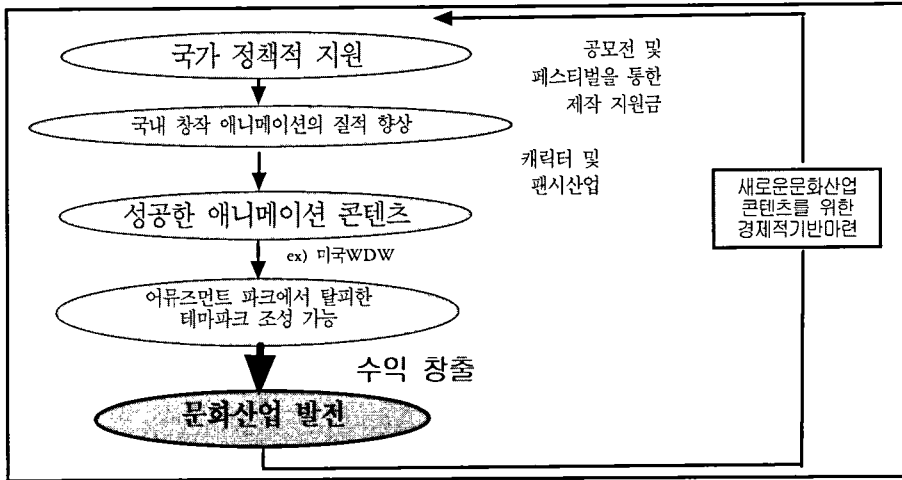 국가 정책적 지원
공모전 및
페스티벌을 통한
제작 지원금
국내 창작 애니메이션의 질적 향상
캐릭터 및
팬시산업
성공한 애니메이션 콘텐츠
ex) 미국WDW
어뮤즈먼트 파크에서 탈피한
테마파크 조성 가능
수익 창출
문화산업 발전
새로운문화산업
콘텐츠를 위한
경제적기반마련